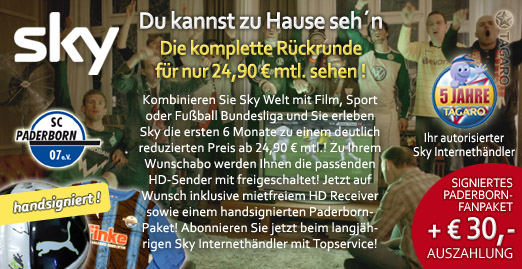 sky
Du kannst zu Hause seh´n
Die komplette Rückrunde
für nur 24,90 € mtl. sehen !
TAGARO
SC
PADERBORN
07 e.V.
handsigniert !
finke
Kombinieren Sie Sky Welt mit Film, Sport
oder Fußball Bundesliga und Sie erleben
Sky die ersten 6 Monate zu einem deutlich
reduzierten Preis ab 24,90 € mtl.! Zu Ihrem
Wunschabo werden Ihnen die passenden
HD-Sender mit freigeschaltet! Jetzt auf
Wunsch inklusive mietfreiem HD Receiver
sowie einem handsignierten Paderborn-
Paket! Abonnieren Sie jetzt beim langjäh-
rigen Sky Internethändler mit Topservice!
5 JAHRE
TAGARO
Ihr autorisierter
Sky Internethändler
SIGNIERTES
PADERBORN-
FANPAKET
+ € 30,-
AUSZAHLUNG